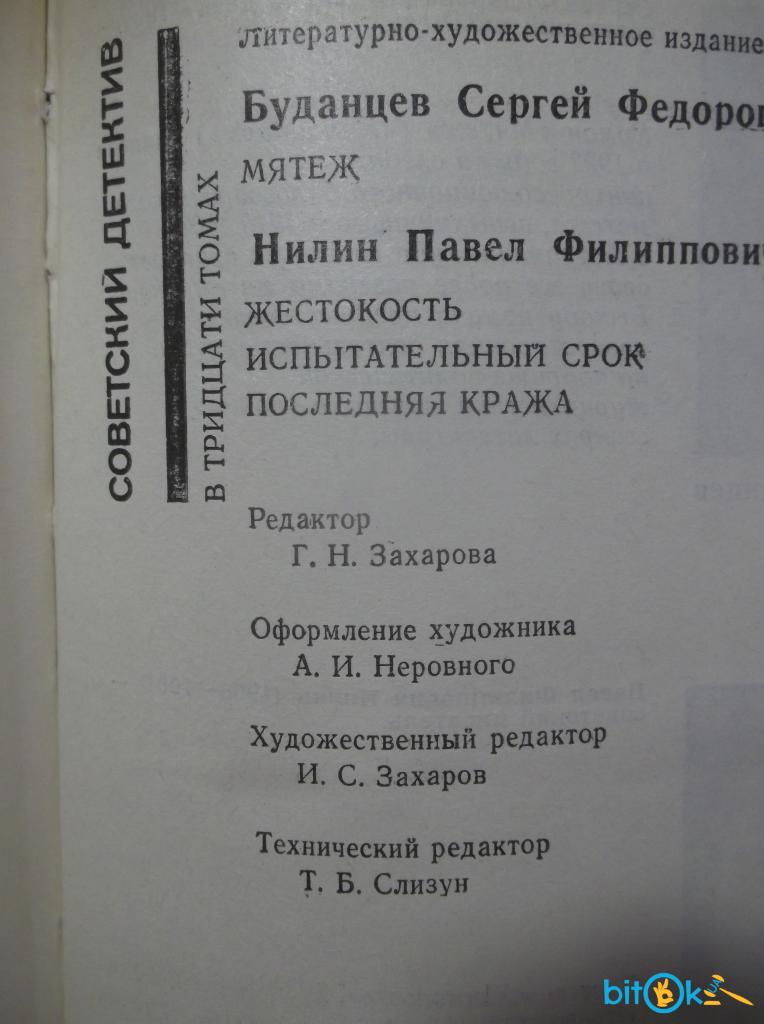 СОВЕТСКИЙ ДЕТЕКТИВ
В ТРИДЦАТИ ТОМАХ
Литературно-художественное издание
Буданцев Сергей Федоров
МЯТЕЖ
Нилин Павел Филиппович
ЖЕСТОКОСТЬ
ИСПЫТАТЕЛЬНЫЙ СРОК
ПОСЛЕДНЯЯ КРАЖА
Редактор
Г. Н. Захарова
Оформление художника
А. И. Неровного
Художественный редактор
И. С. Захаров
Технический редактор
Т. Б. Слизун
bitok